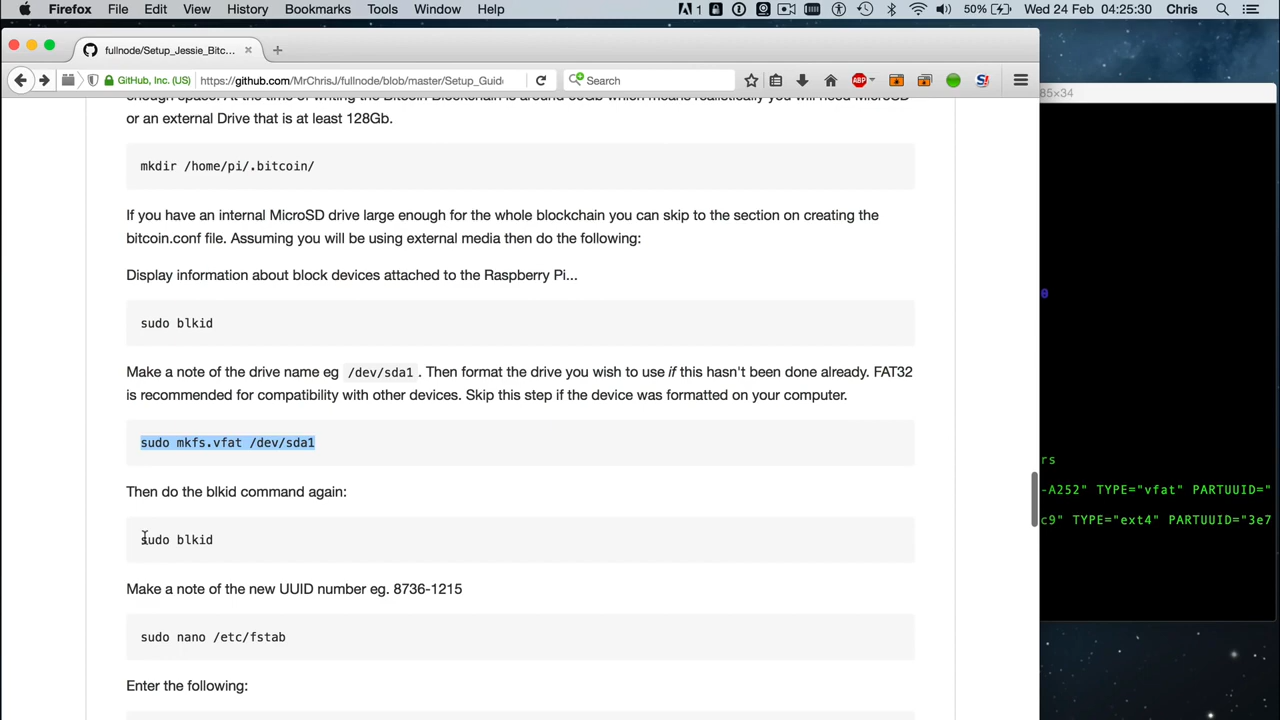 Firefox File Edit View History Bookmarks Tools Window Help 1 50% Wed 24 Feb 04:25:30 Chris
fullnode/Setup_Jessie_Bitc...
GitHub, Inc. (US) https://github.com/MrChrisJ/fullnode/blob/master/Setup_Guid Search ABP
85×34
or an external Drive that is at least 128Gb.
mkdir /home/pi/.bitcoin/
If you have an internal MicroSD drive large enough for the whole blockchain you can skip to the section on creating the
bitcoin.conf file. Assuming you will be using external media then do the following:
Display information about block devices attached to the Raspberry Pi...
sudo blkid
0
Make a note of the drive name eg /dev/sda1. Then format the drive you wish to use if this hasn't been done already. FAT32
is recommended for compatibility with other devices. Skip this step if the device was formatted on your computer.
sudo mkfs.vfat /dev/sda1
rs
Then do the blkid command again:
-A252" TYPE="vfat" PARTUUID="
c9" TYPE="ext4" PARTUUID="3e7
sudo blkid
Make a note of the new UUID number eg. 8736-1215
sudo nano /etc/fstab
Enter the following: